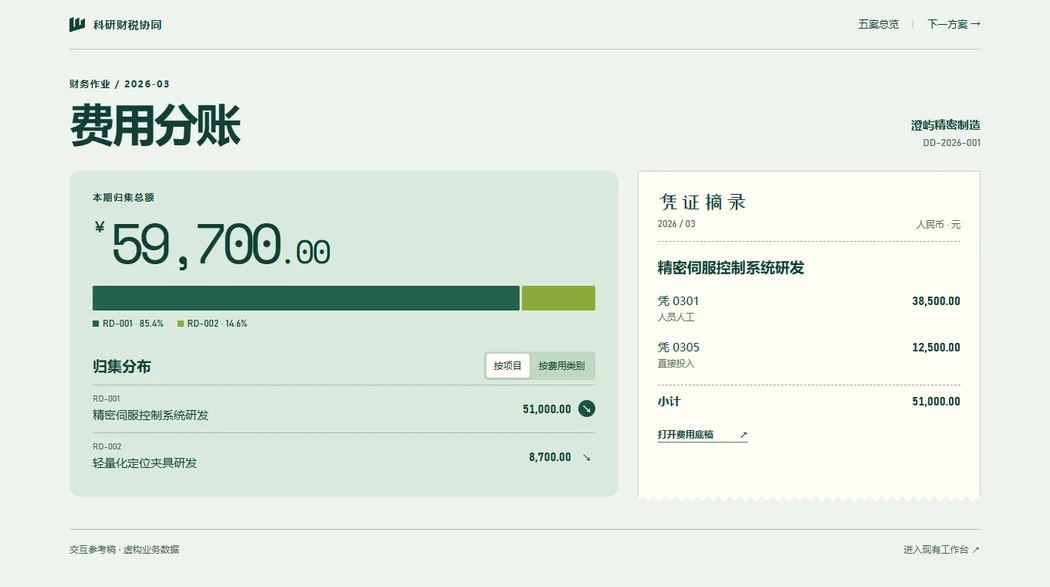 科研财税协同
五案总览 | 下一方案 →
财务作业 / 2026-03
费用分账
澄屿精密制造
DD-2026-001
本期归集总额
¥59,700.00
RD-001 · 85.4% RD-002 · 14.6%
归集分布
按项目 按费用类别
RD-001
精密伺服控制系统研发
51,000.00 ↘
RD-002
轻量化定位夹具研发
8,700.00 ↘
凭证摘录
2026 / 03 人民币 · 元
精密伺服控制系统研发
凭 0301 38,500.00
人员人工
凭 0305 12,500.00
直接投入
小计 51,000.00
打开费用底稿 ↗
交互参考稿 · 虚构业务数据
进入现有工作台 ↗